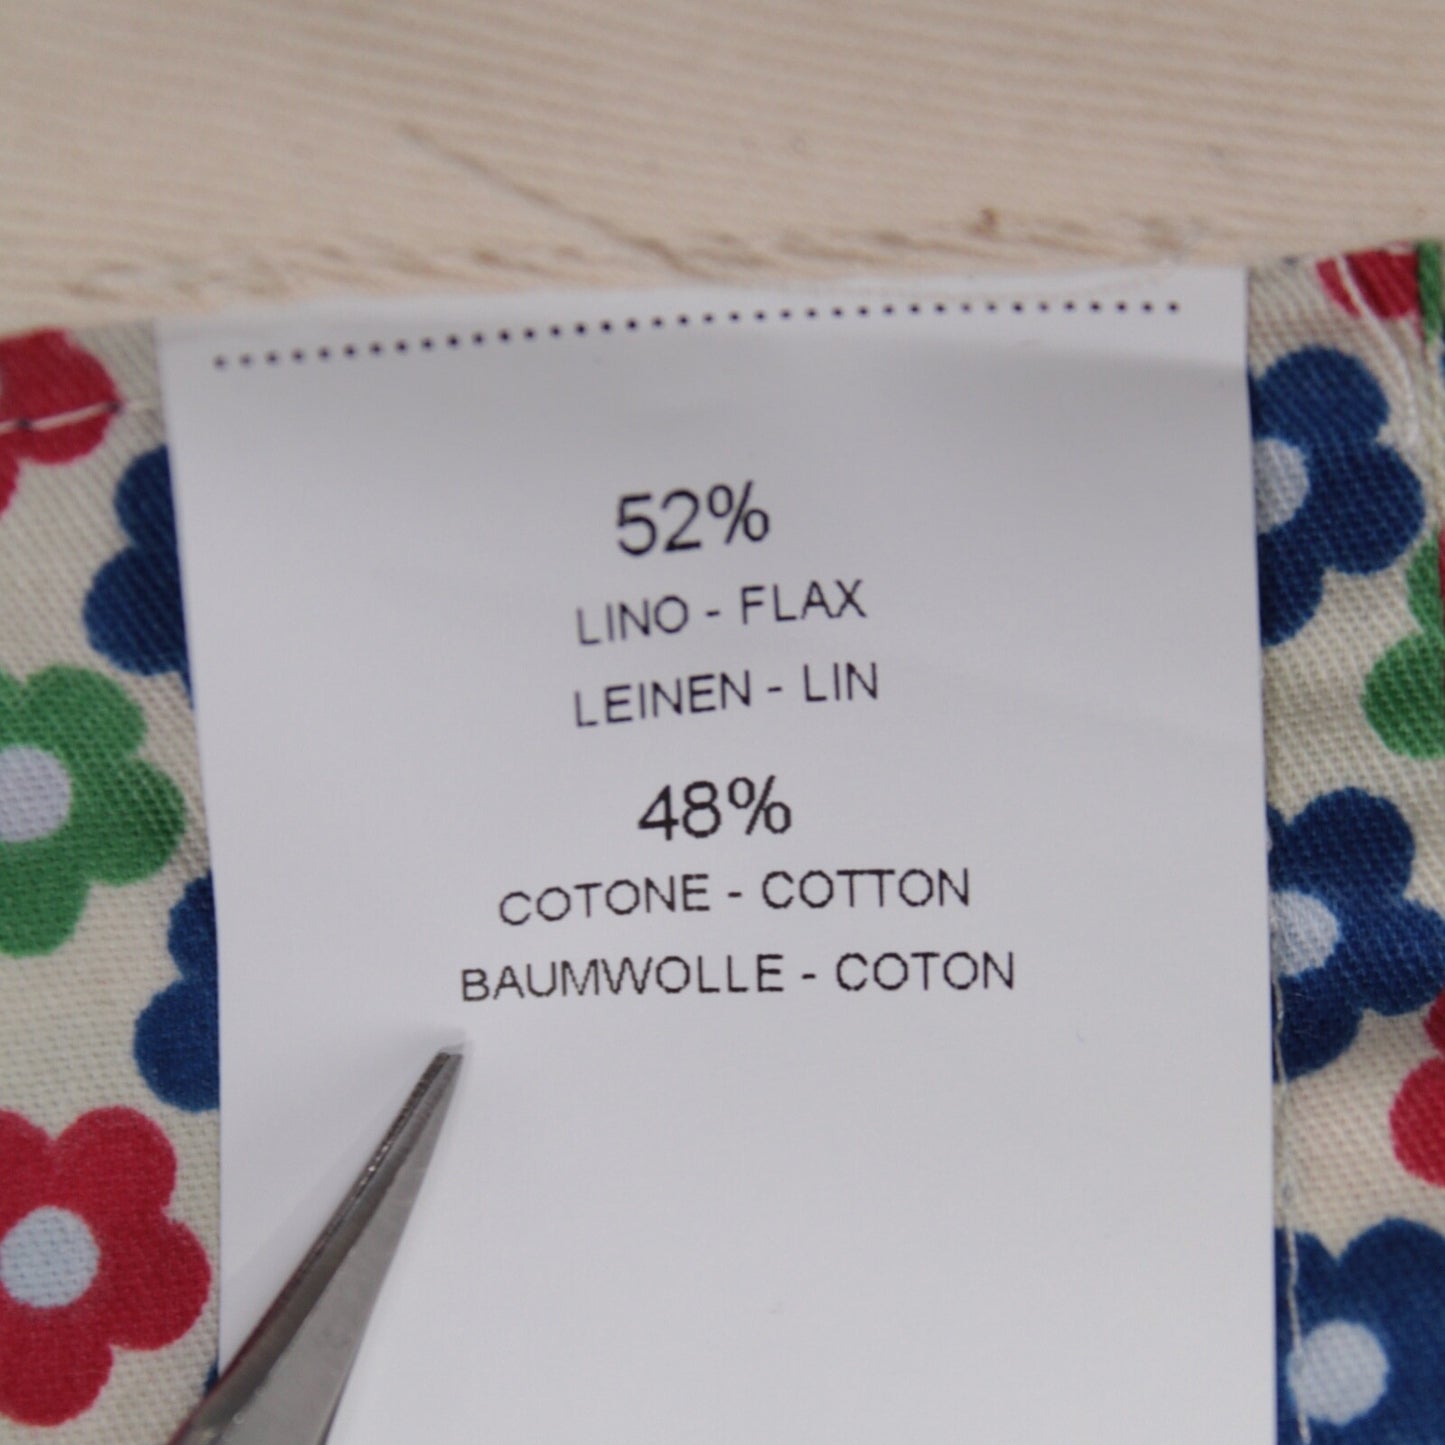 52%
LINO - FLAX
LEINEN - LIN
48%
COTONE - COTTON
BAUMWOLLE - COTON